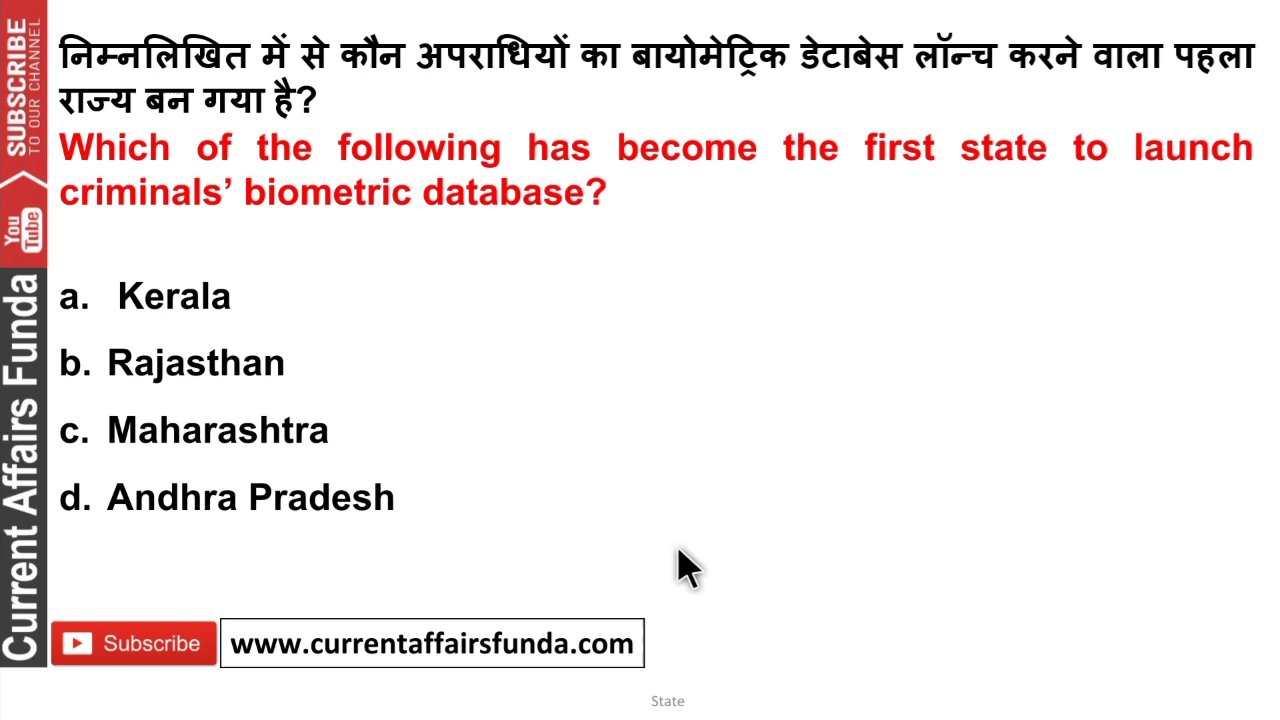 निम्नलिखित में से कौन अपराधियों का बायोमेट्रिक डेटाबेस लॉन्च करने वाला पहला
राज्य बन गया है?
Which of the following has become the first state to launch
criminals’ biometric database?
a. Kerala
b. Rajasthan
c. Maharashtra
d. Andhra Pradesh
SUBSCRIBE
TO OUR CHANNEL
You
Tube
Current Affairs Funda
Subscribe
www.currentaffairsfunda.com
State